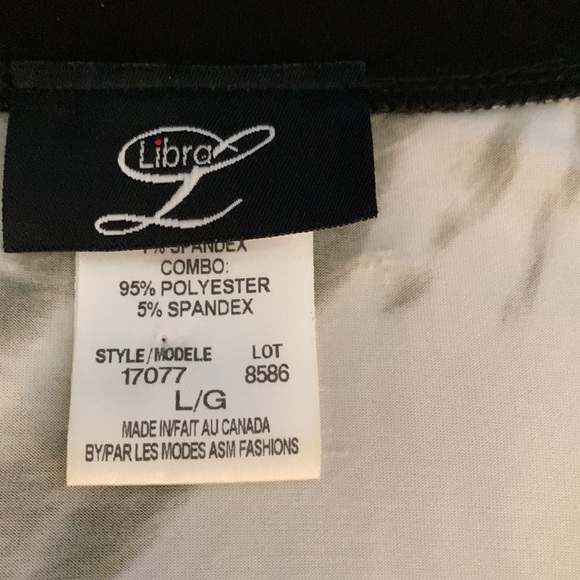 Libra
% SPANDEX
COMBO:
95% POLYESTER
5% SPANDEX
STYLE/MODELE LOT
17077 8586
L/G
MADE IN/FAIT AU CANADA
BY/PAR LES MODES ASM FASHIONS